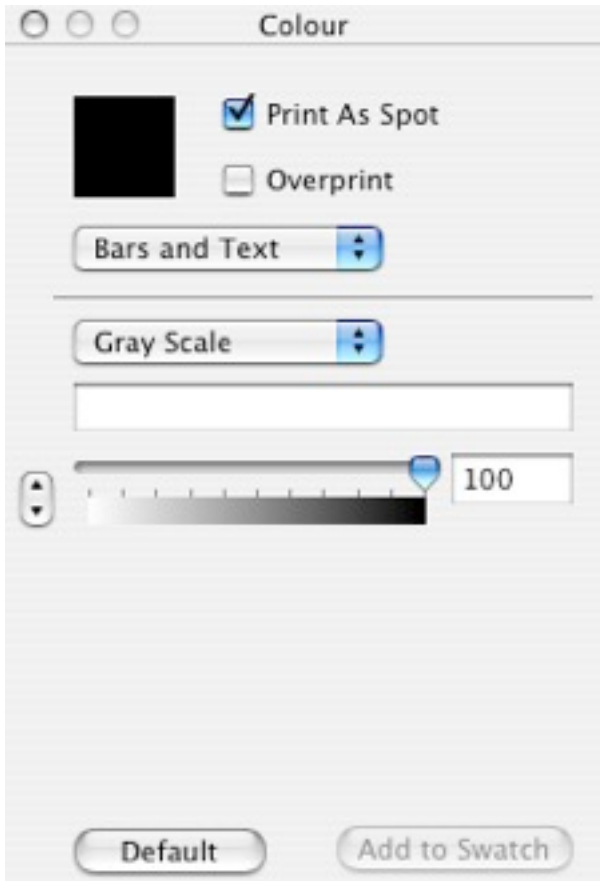 Colour
Print As Spot
Overprint
Bars and Text
Gray Scale
100
Default
Add to Swatch